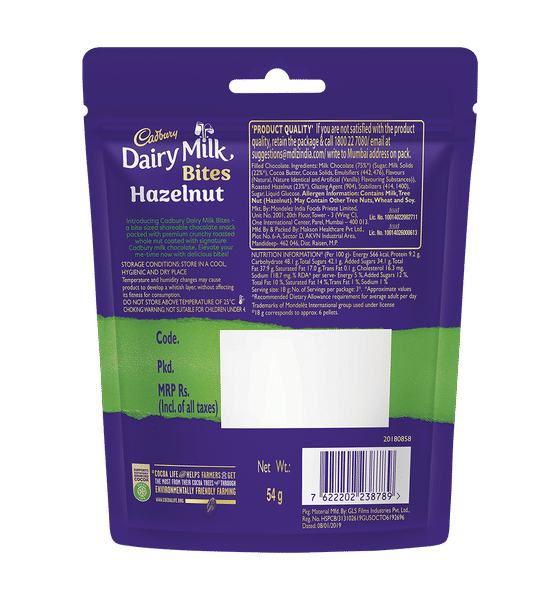 Cadbury
Dairy Milk
Bites
Hazelnut
Introducing Cadbury Dairy Milk Bites -
a bite sized shareable chocolate snack
packed with premium crunchy roasted
whole nut coated with signature
Cadbury milk chocolate. Elevate your
me-time now with delicious bites!
STORAGE CONDITIONS: STORE IN A COOL,
HYGIENIC AND DRY PLACE
Temperature and humidity changes may cause
product to develop a whitish layer, without affecting
its fitness for consumption.
DO NOT STORE ABOVE TEMPERATURE OF 25°C
CHOKING WARNING: NOT SUITABLE FOR CHILDREN UNDER 4.
'PRODUCT QUALITY' If you are not satisfied with the product
quality, retain the package & call 1800 22 7080/ email at
suggestions@mdlzindia.com/ write to Mumbai address on pack.
Filled Chocolate. Ingredients: Milk Chocolate (75%) (Sugar, Milk Solids
(22%*), Cocoa Butter, Cocoa Solids, Emulsifiers (442, 476), Flavours
(Natural, Nature Identical and Artificial (Vanilla) Flavouring Substances)),
Roasted Hazelnut (23%), Glazing Agent (904), Stabilizers (414, 1400),
Sugar, Liquid Glucose. Allergen Information: Contains Milk, Tree
Nut (Hazelnut). May Contain Other Tree Nuts, Wheat and Soy.
Mkt. By: Mondelez India Foods Private Limited,
Unit No. 2001, 20th Floor, Tower - 3 (Wing C),
One International Center, Parel, Mumbai – 400 013.
fssai
Lic. No. 10014022002711
Mfd By & Packed By: Makson Healthcare Pvt Ltd.,
Plot No. 6-A, Sector D, AKVN Industrial Area,
Mandideep- 462 046, Dist. Raisen, M.P.
fssai
Lic. No. 10014026000613
NUTRITION INFORMATION* (Per 100 g)- Energy 566 kcal, Protein 9.2 g,
Carbohydrate 48.1 g, Total Sugars 42.1 g, Added Sugars 34.1 g, Total
Fat 37.9 g, Saturated Fat 17.0 g, Trans Fat 0.1 g, Cholesterol 16.3 mg,
Sodium 118.7 mg. % RDA* per serve- Energy 5 %, Added Sugars 12 %,
Total Fat 10 %, Saturated Fat 14 %, Trans Fat 1 %, Sodium 1 %
Serving size: 18 g; No. of Servings per package: 3*. *Approximate values
*Recommended Dietary Allowance requirement for average adult per day
Trademarks of Mondelēz International group used under license
*18 g corresponds to approx. 6 pellets.
Code.
Pkd.
MRP Rs.
(Incl. of all taxes)
20180858
COCOA LIFE HELPS FARMERS GET
THE MOST FROM THEIR COCOA TREES THROUGH
ENVIRONMENTALLY FRIENDLY FARMING
WWW.COCOALIFE.ORG
Net Wt.:
54 g
7 622202 238789 >
Pkg. Material Mfd. By: GLS Films Industries Pvt. Ltd.,
Reg. No. HSPCB/313102619GUSOCTO6192696
Dated: 08/01/2019